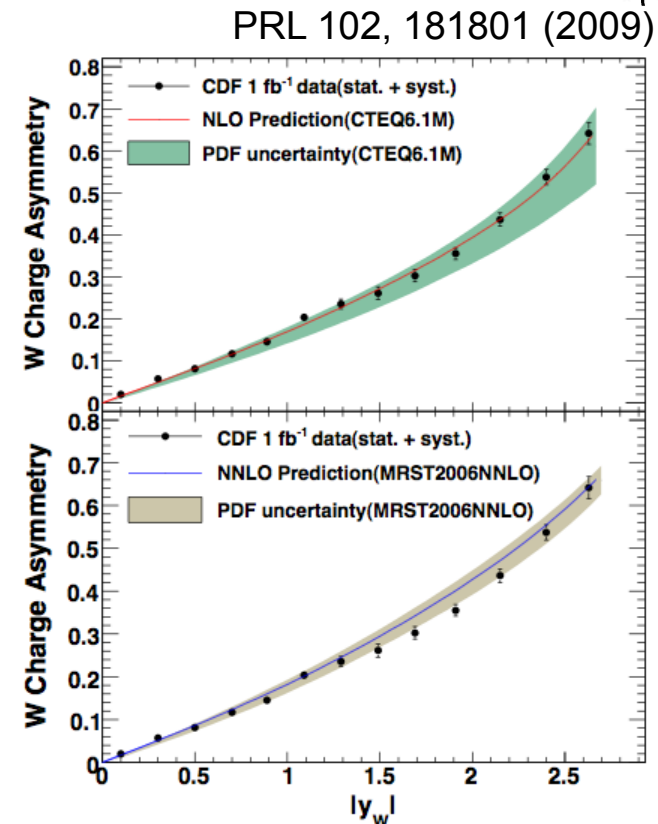 PRL 102, 181801 (2009)
0.8
CDF 1 fb⁻¹ data(stat. + syst.)
0.7
NLO Prediction(CTEQ6.1M)
0.6
PDF uncertainty(CTEQ6.1M)
0.5
0.4
0.3
0.2
0.1
0
W Charge Asymmetry
0.8
CDF 1 fb⁻¹ data(stat. + syst.)
0.7
NNLO Prediction(MRST2006NNLO)
0.6
PDF uncertainty(MRST2006NNLO)
0.5
0.4
0.3
0.2
0.1
0
W Charge Asymmetry
0 0.5 1 1.5 2 2.5
|y_w|